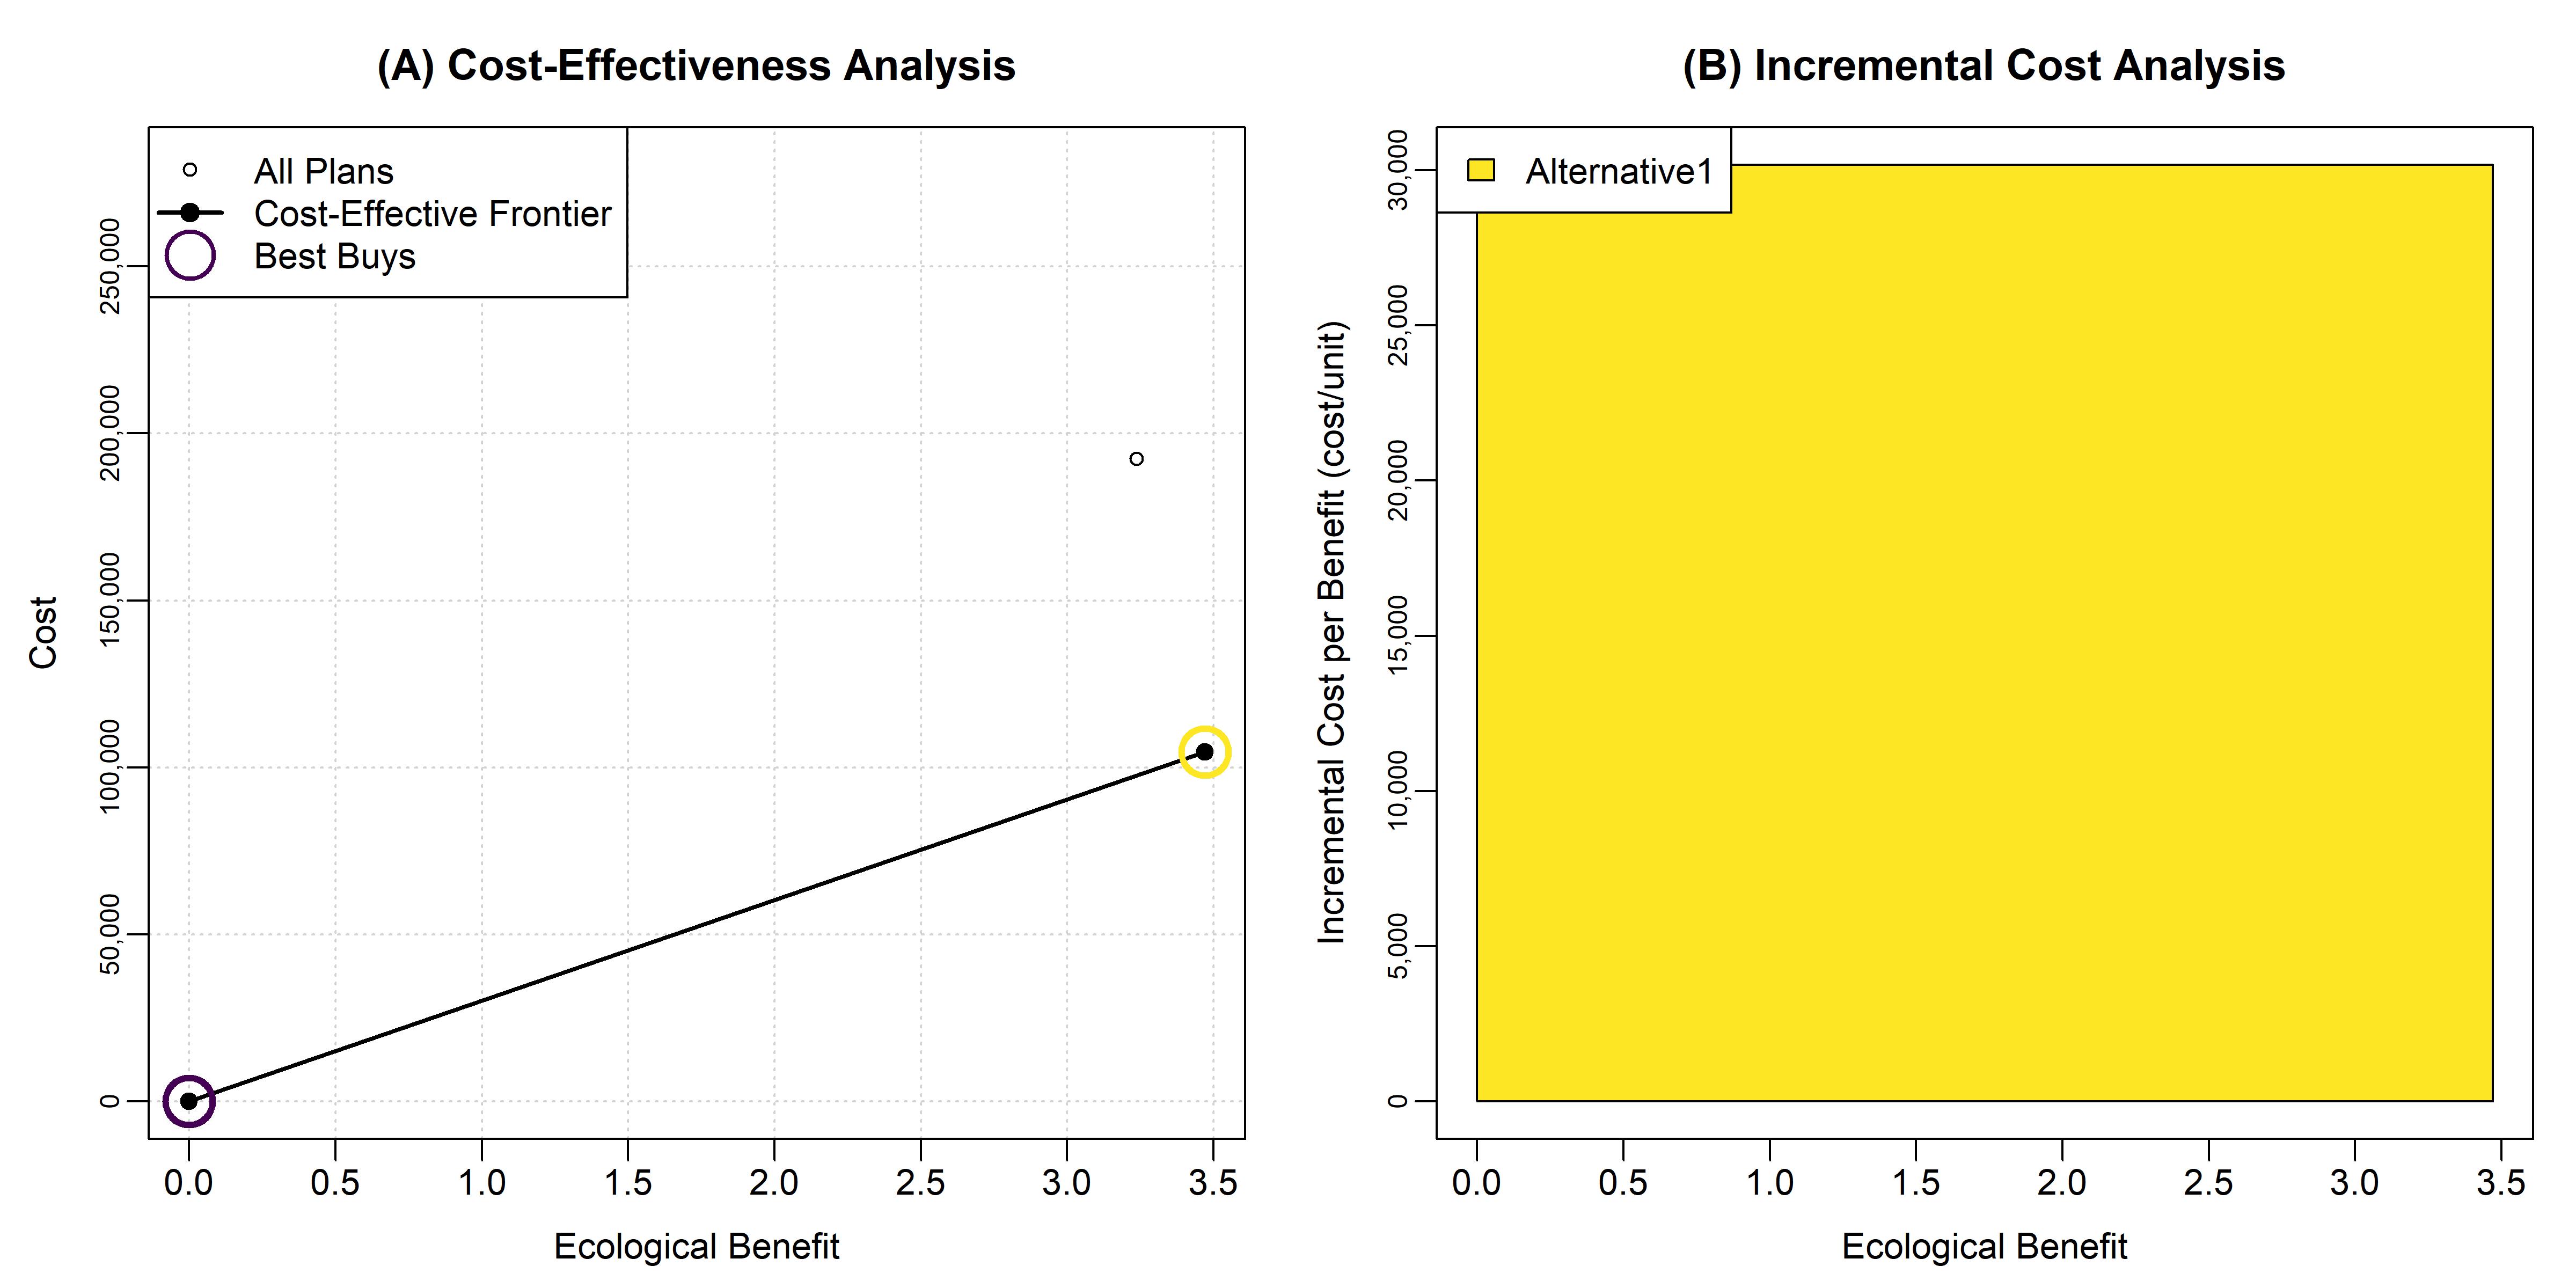 (A) Cost-Effectiveness Analysis
All Plans
Cost-Effective Frontier
Best Buys
Cost
250,000
200,000
150,000
100,000
50,000
0
0.0 0.5 1.0 1.5 2.0 2.5 3.0 3.5
Ecological Benefit
(B) Incremental Cost Analysis
Alternative1
Incremental Cost per Benefit (cost/unit)
30,000
25,000
20,000
15,000
10,000
5,000
0
0.0 0.5 1.0 1.5 2.0 2.5 3.0 3.5
Ecological Benefit